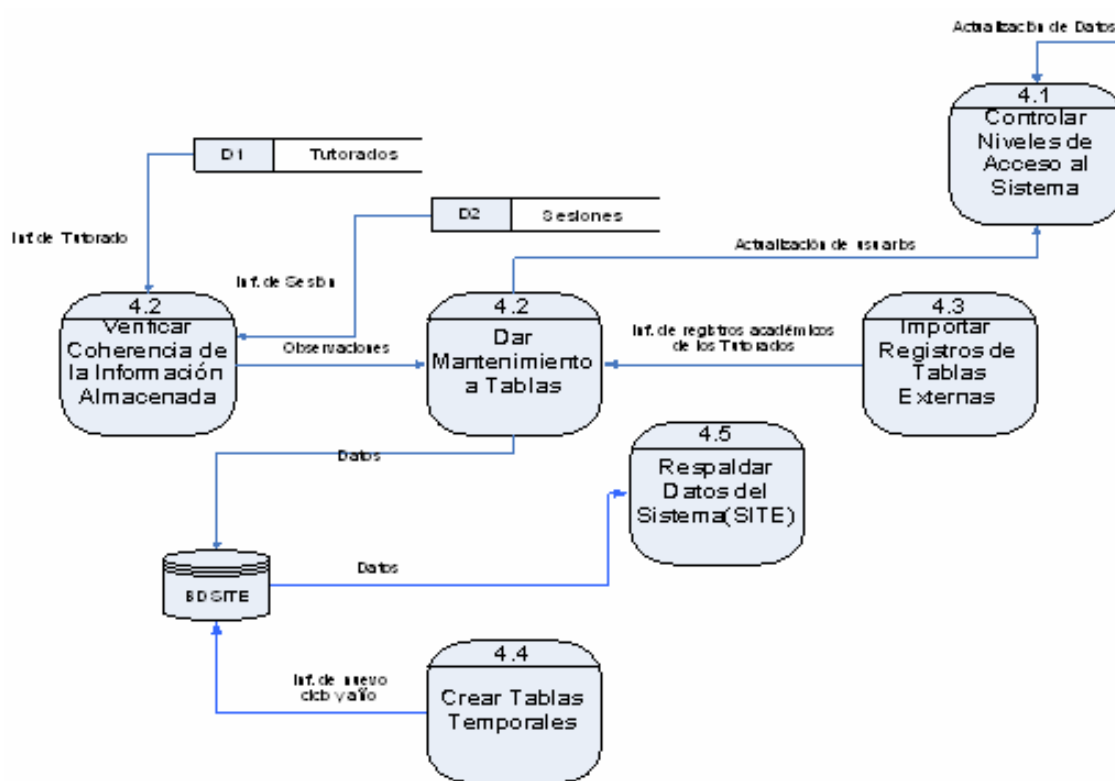 Actualización de Datos
4.1
Controlar
Niveles de
Acceso al
Sistema
D1
Tutorados
D2
Sesiones
Inf. de Tutorado
Actualización de usuarios
Inf. de Sesión
4.2
Verificar
Coherencia de
la Información
Almacenada
Observaciones
4.2
Dar
Mantenimiento
a Tablas
Inf. de registros académicos
de los Tutorados
4.3
Importar
Registros de
Tablas
Externas
4.5
Respaldar
Datos del
Sistema(SITE)
Datos
Datos
BDSITE
4.4
Crear Tablas
Temporales
Inf. de nuevo
ciclo y año